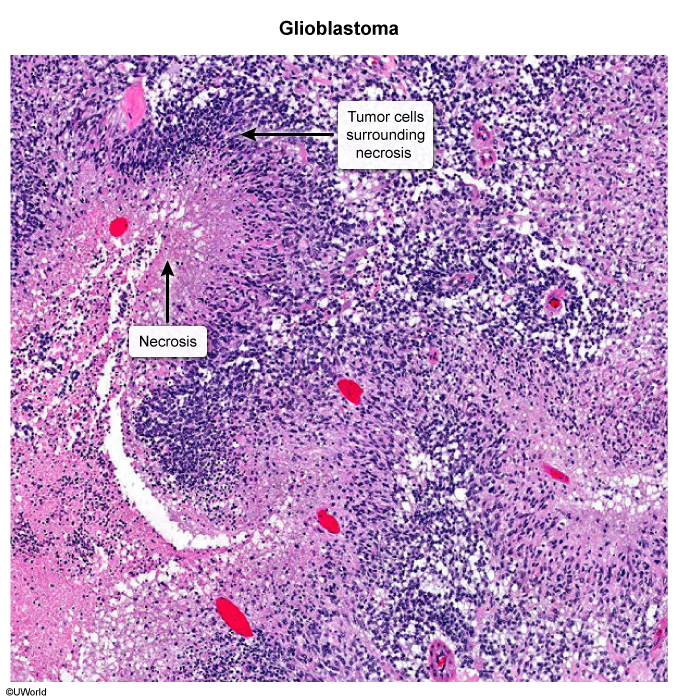 Glioblastoma
Tumor cells
surrounding
necrosis
Necrosis
©UWorld